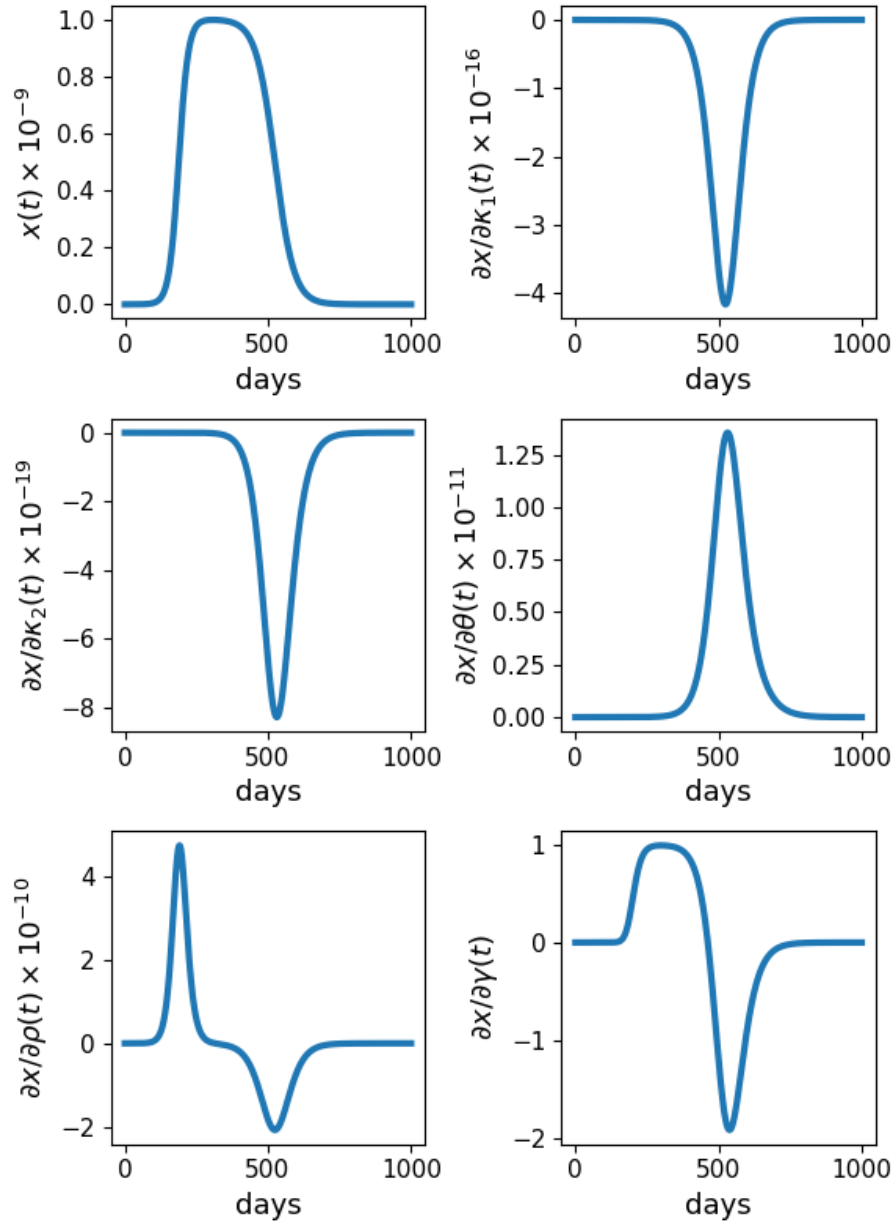 x(t) × 10⁻⁹
1.0
0.8
0.6
0.4
0.2
0.0
0 500 1000
days
∂x/∂κ₁(t) × 10⁻¹⁶
0
−1
−2
−3
−4
0 500 1000
days
∂x/∂κ₂(t) × 10⁻¹⁹
0
−2
−4
−6
−8
0 500 1000
days
∂x/∂θ(t) × 10⁻¹¹
1.25
1.00
0.75
0.50
0.25
0.00
0 500 1000
days
∂x/∂ρ(t) × 10⁻¹⁰
4
2
0
−2
0 500 1000
days
∂x/∂γ(t)
1
0
−1
−2
0 500 1000
days